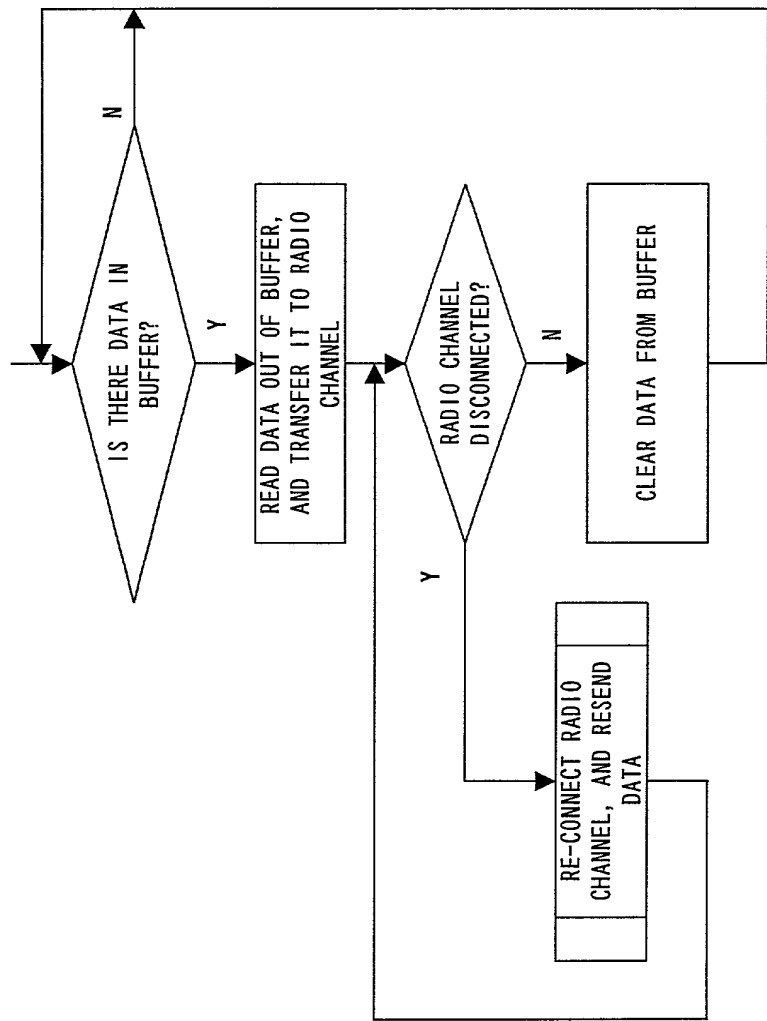 IS THERE DATA IN
BUFFER?
N
Y
READ DATA OUT OF BUFFER,
AND TRANSFER IT TO RADIO
CHANNEL
RADIO CHANNEL
DISCONNECTED?
Y
N
RE-CONNECT RADIO
CHANNEL, AND RESEND
DATA
CLEAR DATA FROM BUFFER